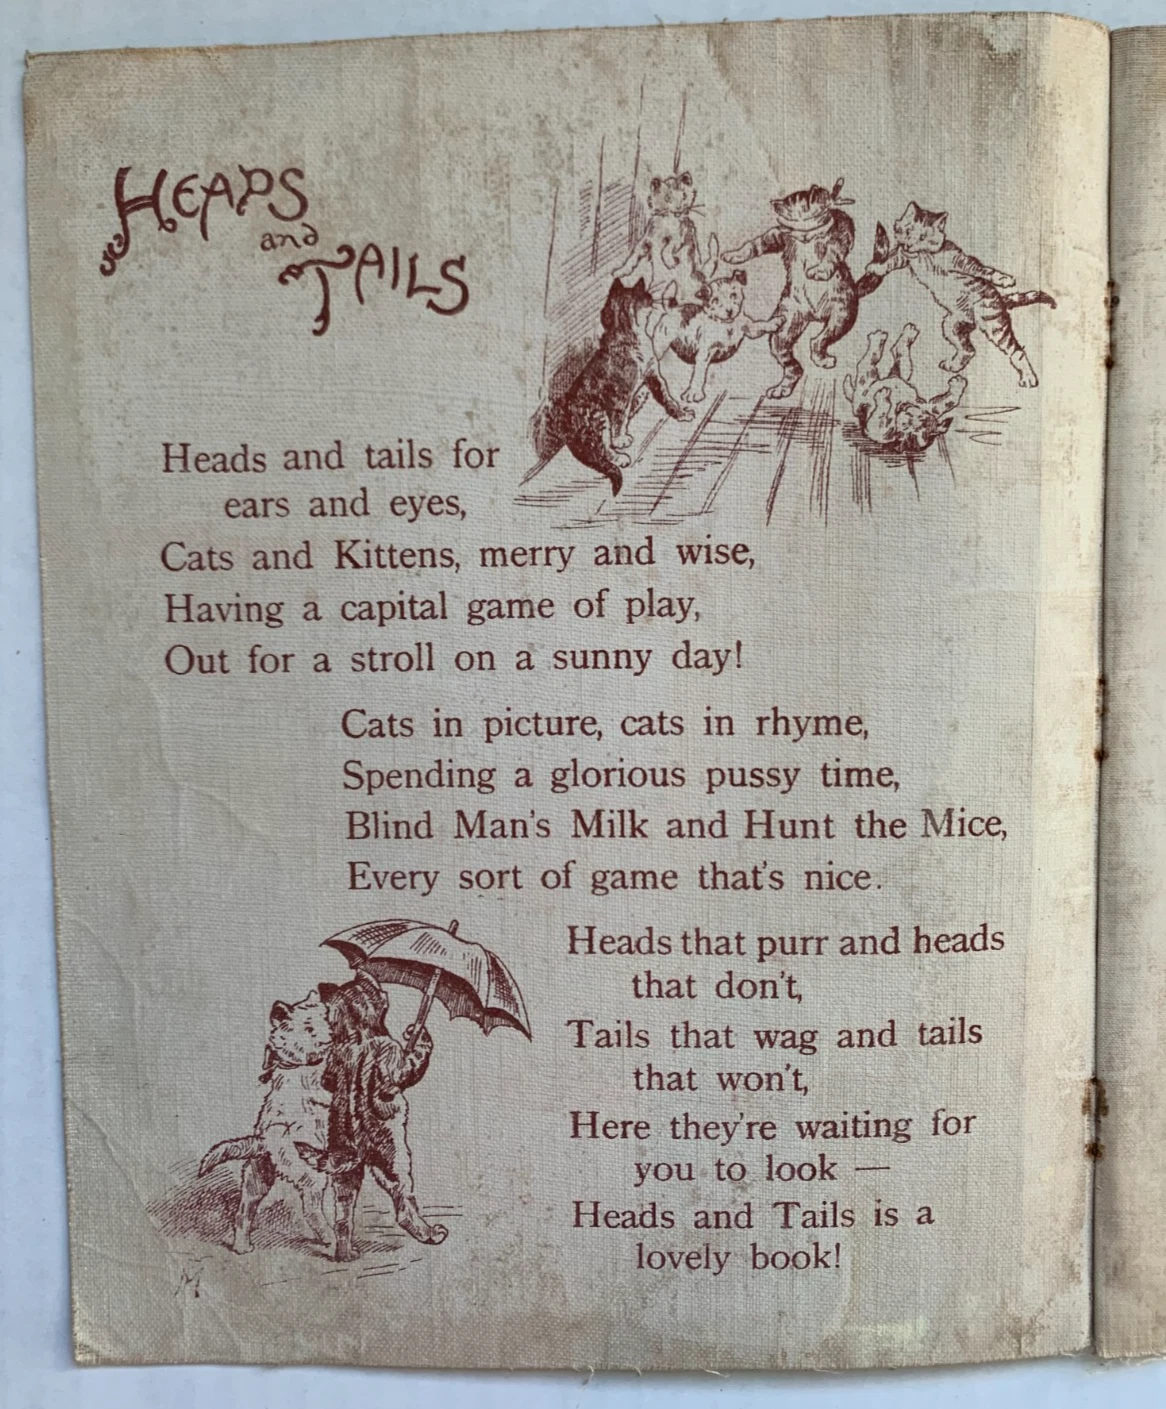 HEADS
and
TAILS
Heads and tails for
ears and eyes,
Cats and Kittens, merry and wise,
Having a capital game of play,
Out for a stroll on a sunny day!
Cats in picture, cats in rhyme,
Spending a glorious pussy time,
Blind Man's Milk and Hunt the Mice,
Every sort of game that's nice.
Heads that purr and heads
that don't,
Tails that wag and tails
that won't,
Here they're waiting for
you to look —
Heads and Tails is a
lovely book!
M